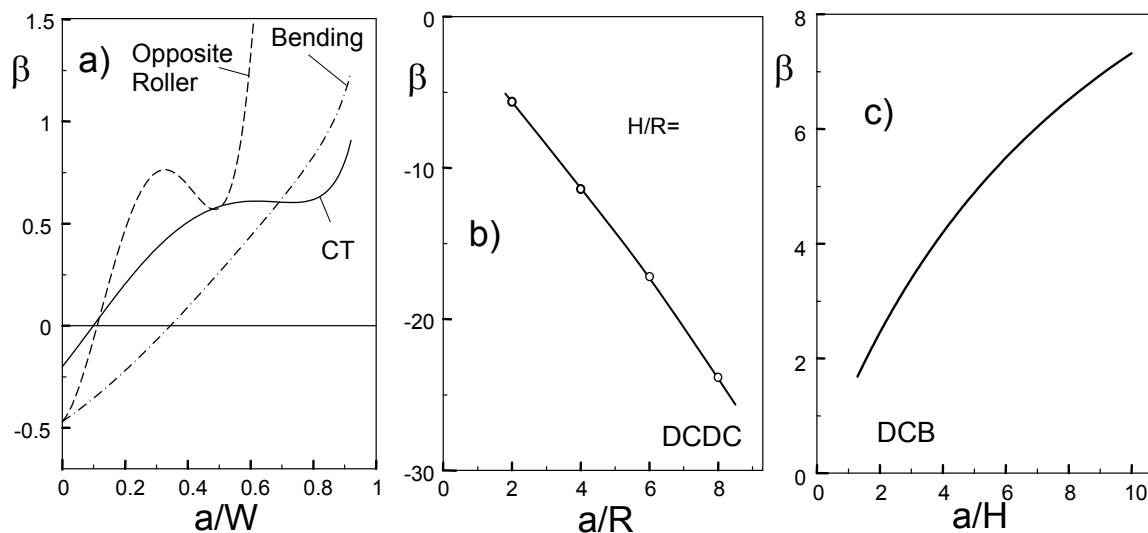 1.5
1
0.5
0
-0.5
β
a)
Opposite
Roller
Bending
CT
0
0.2
0.4
0.6
0.8
1
a/W
0
-10
-20
-30
β
H/R=
b)
DCDC
2
4
6
8
a/R
8
6
4
2
0
β
c)
DCB
0
2
4
6
8
10
a/H